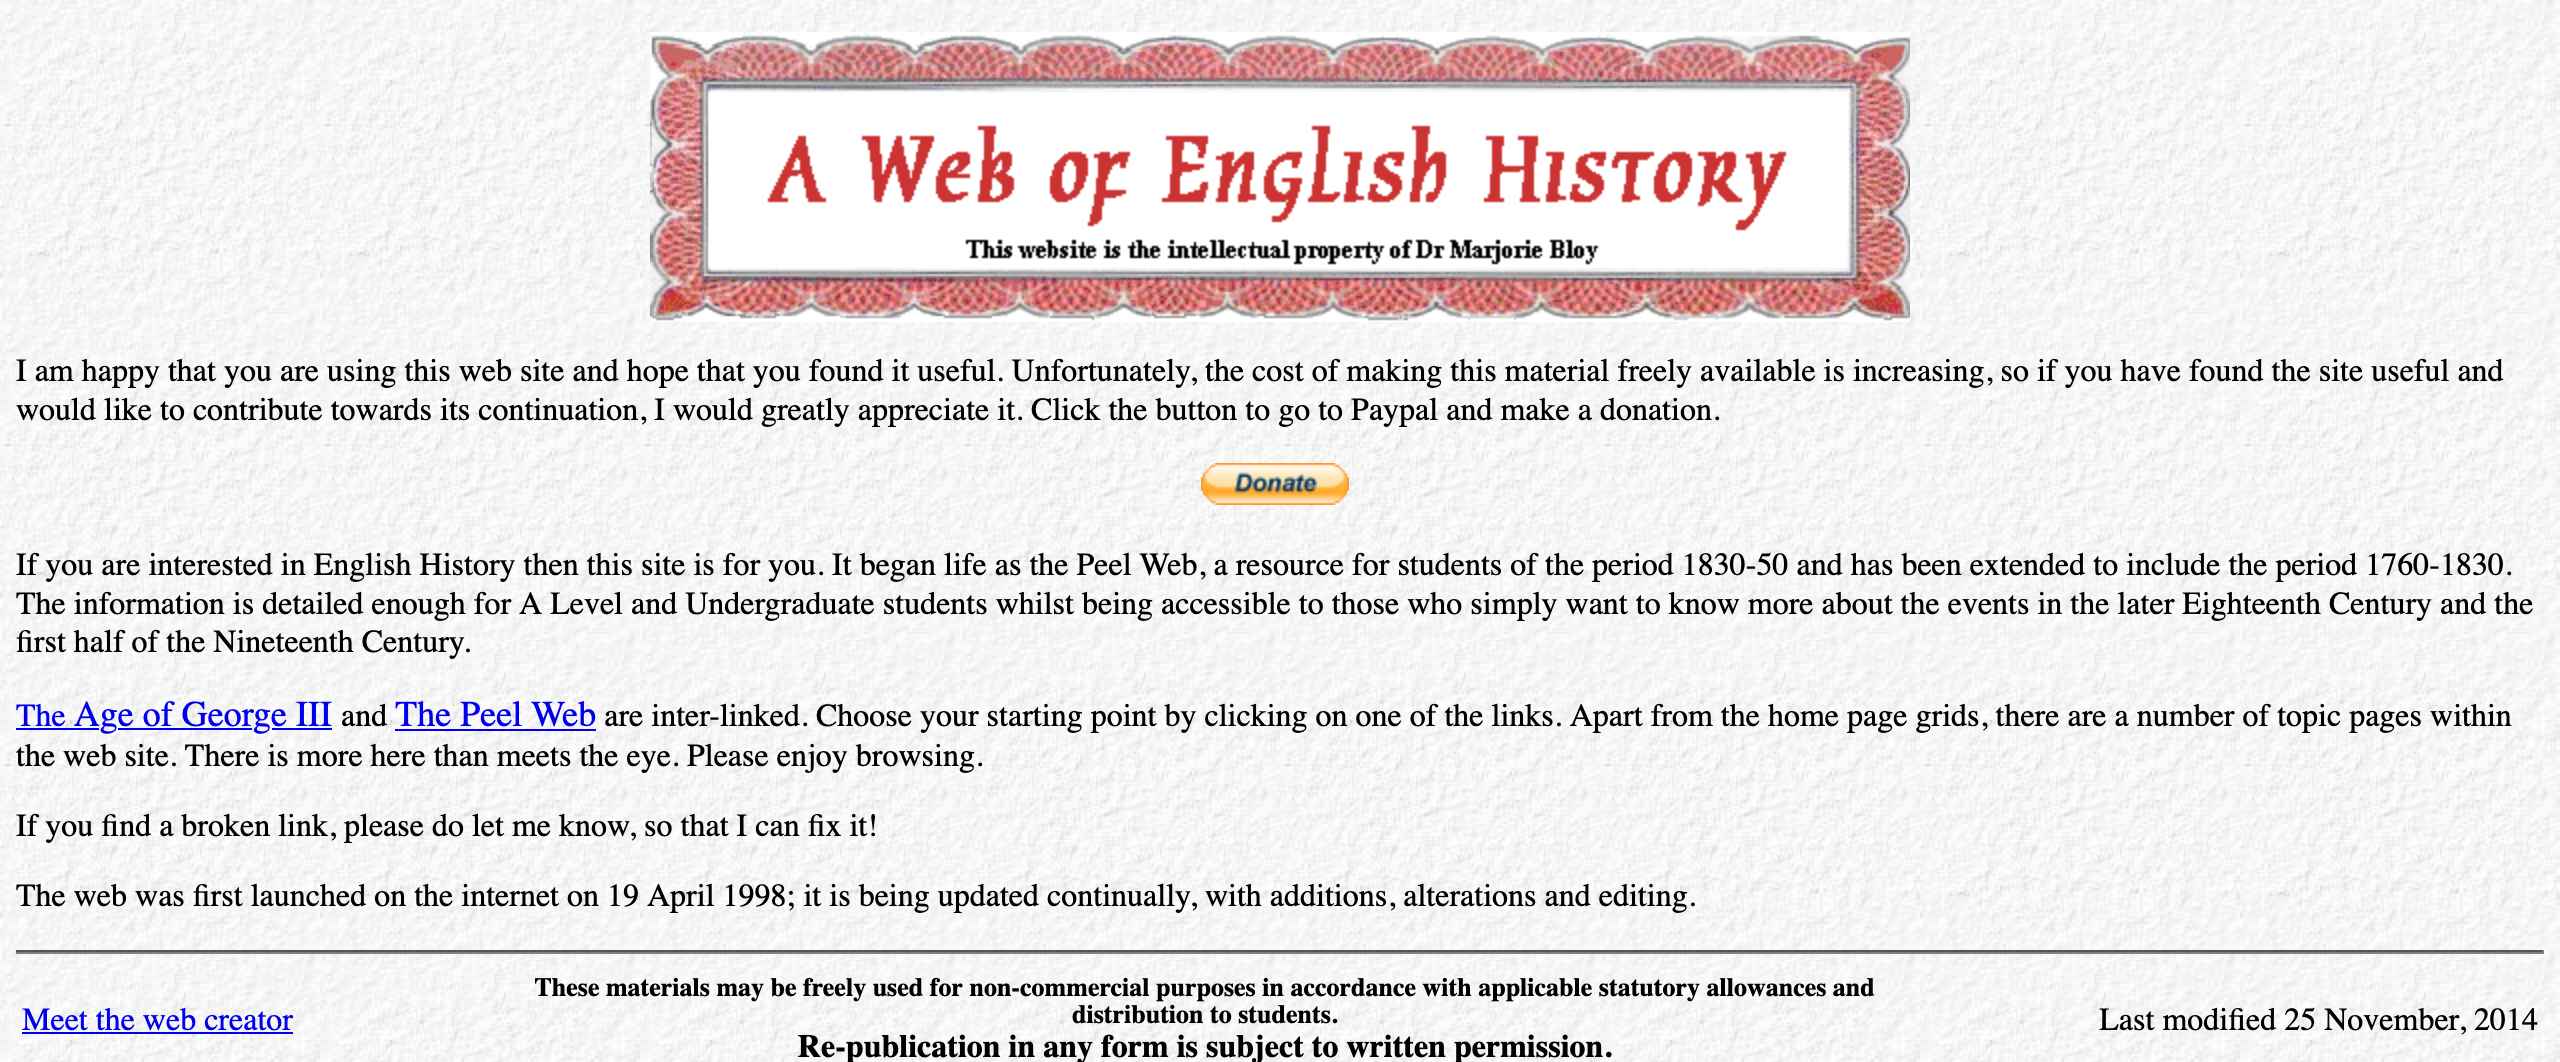 A Web of English History
This website is the intellectual property of Dr Marjorie Bloy
I am happy that you are using this web site and hope that you found it useful. Unfortunately, the cost of making this material freely available is increasing, so if you have found the site useful and
would like to contribute towards its continuation, I would greatly appreciate it. Click the button to go to Paypal and make a donation.
Donate
If you are interested in English History then this site is for you. It began life as the Peel Web, a resource for students of the period 1830-50 and has been extended to include the period 1760-1830.
The information is detailed enough for A Level and Undergraduate students whilst being accessible to those who simply want to know more about the events in the later Eighteenth Century and the
first half of the Nineteenth Century.
The Age of George III and The Peel Web are inter-linked. Choose your starting point by clicking on one of the links. Apart from the home page grids, there are a number of topic pages within
the web site. There is more here than meets the eye. Please enjoy browsing.
If you find a broken link, please do let me know, so that I can fix it!
The web was first launched on the internet on 19 April 1998; it is being updated continually, with additions, alterations and editing.
Meet the web creator
These materials may be freely used for non-commercial purposes in accordance with applicable statutory allowances and
distribution to students.
Re-publication in any form is subject to written permission.
Last modified 25 November, 2014